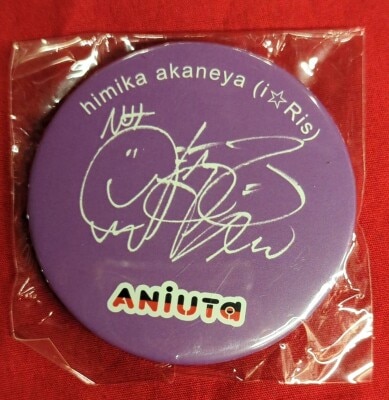 himika akaneya (i☆Ris)
ANiUTa